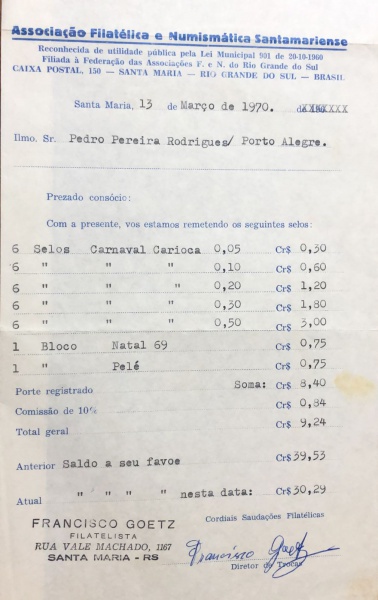 Associação Filatélica e Numismática Santamariense
Reconhecida de utilidade pública pela Lei Municipal 901 de 20-10-1960
Filiada à Federação das Associações F. e N. do Rio Grande do Sul
CAIXA POSTAL, 150 — SANTA MARIA — RIO GRANDE DO SUL — BRASIL
Santa Maria, 13 de Março de 1970.
Ilmo. Sr. Pedro Pereira Rodrigues/ Porto Alegre.
Prezado consócio:
Com a presente, vos estamos remetendo os seguintes selos:
6 Selos Carnaval Carioca 0,05 Cr$ 0,30
6 " " " 0,10 Cr$ 0,60
6 " " " 0,20 Cr$ 1,20
6 " " " 0,30 Cr$ 1,80
6 " " " 0,50 Cr$ 3,00
1 Bloco Natal 69 Cr$ 0,75
1 " Pelé Cr$ 0,75
Porte registrado Soma: Cr$ 8,40
Comissão de 10% Cr$ 0,84
Total geral Cr$ 9,24
Anterior Saldo a seu favoe Cr$ 39,53
Atual " " " " nesta data: Cr$ 30,29
Cordiais Saudações Filatélicas
FRANCISCO GOETZ
FILATELISTA
RUA VALE MACHADO, 1167
SANTA MARIA - RS
Francisco Goetz
Diretor de Trocas